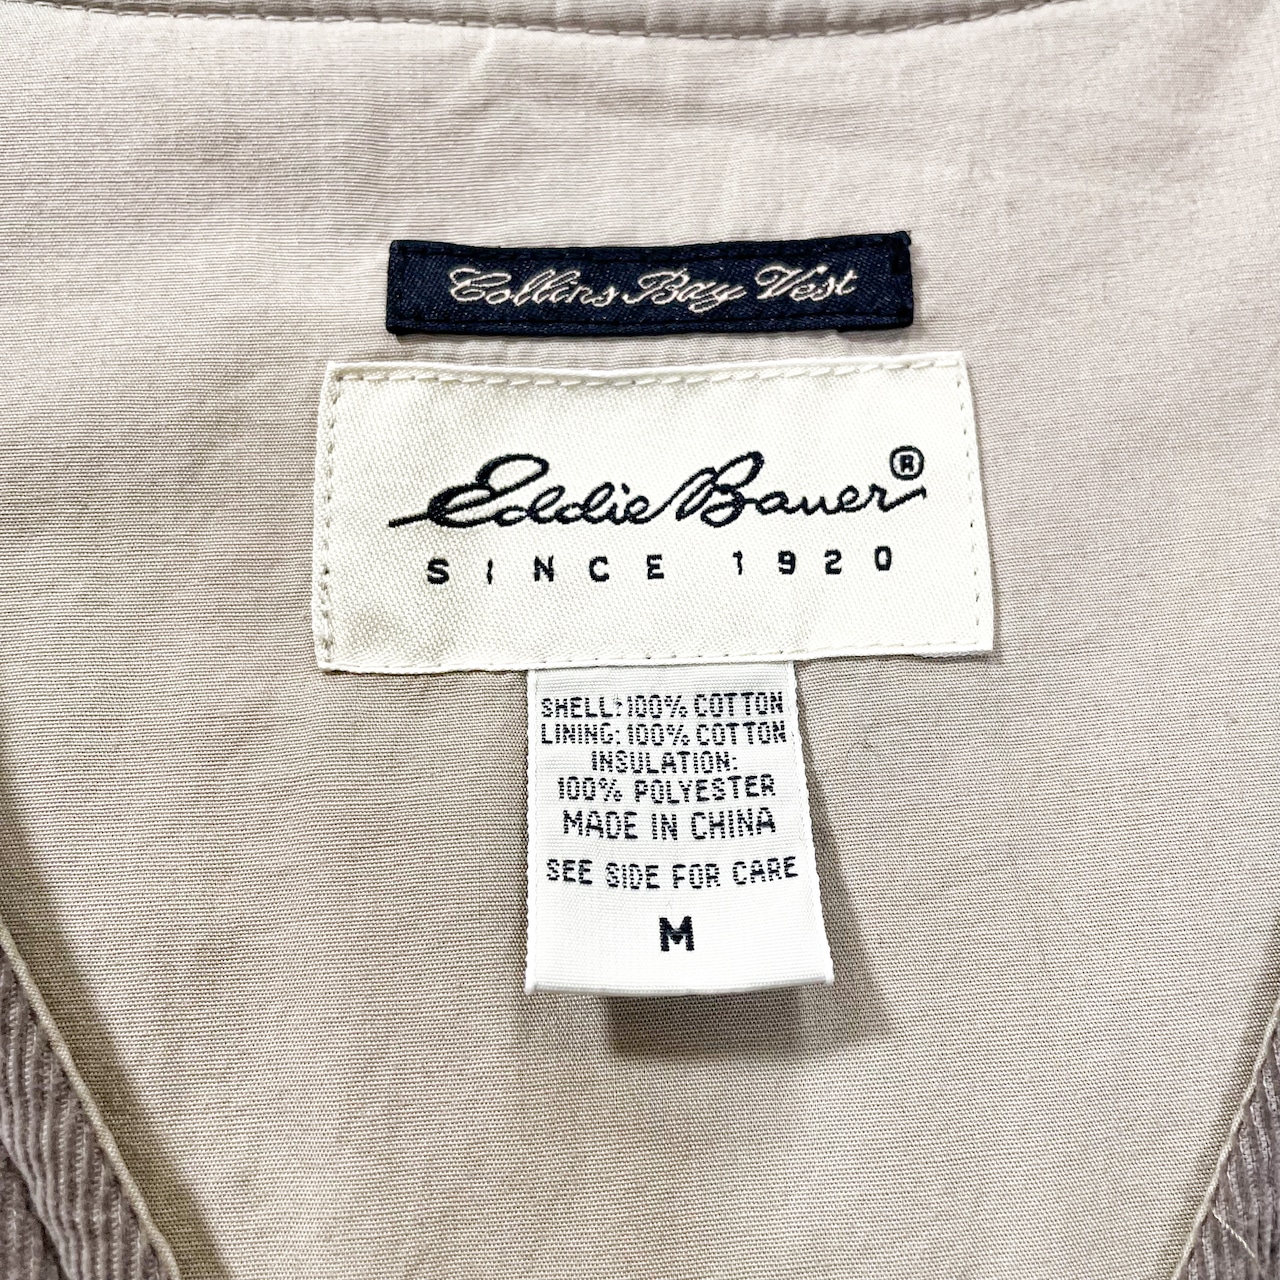 Collins Bay Vest
Eddie Bauer®
SINCE 1920
SHELL: 100% COTTON
LINING: 100% COTTON
INSULATION:
100% POLYESTER
MADE IN CHINA
SEE SIDE FOR CARE
M